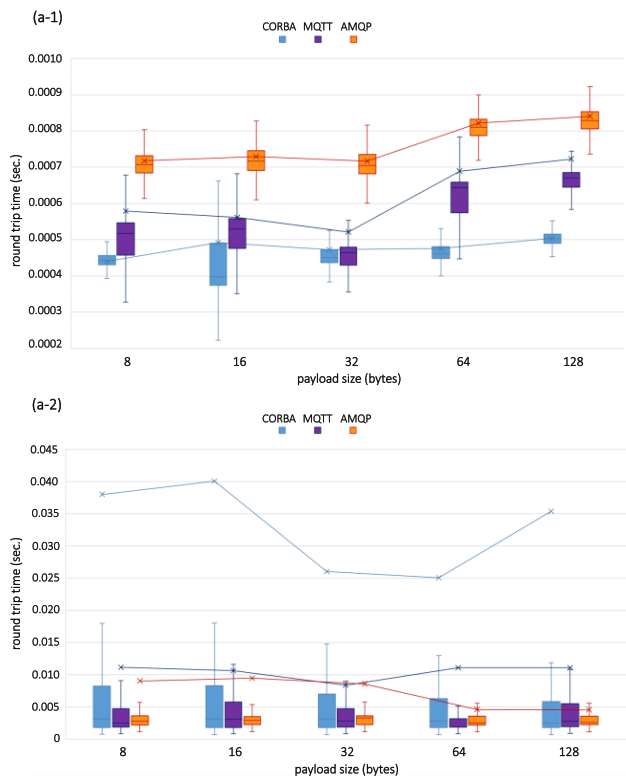 (a-1)
CORBA MQTT AMQP
0.0010
0.0009
0.0008
0.0007
0.0006
0.0005
0.0004
0.0003
0.0002
round trip time (sec.)
8 16 32 64 128
payload size (bytes)
(a-2)
CORBA MQTT AMQP
0.045
0.040
0.035
0.030
0.025
0.020
0.015
0.010
0.005
0
round trip time (sec.)
8 16 32 64 128
payload size (bytes)